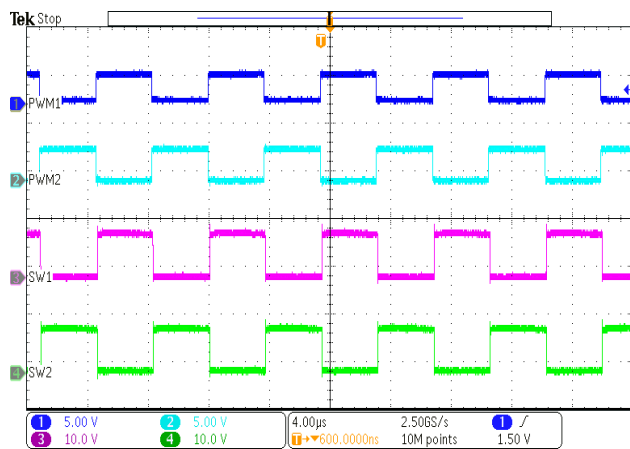 Tek Stop
T
1 PWM1
2 PWM2
3 SW1
4 SW2
1 5.00 V 2 5.00 V
3 10.0 V 4 10.0 V
4.00µs 2.50GS/s
T→▼600.0000ns 10M points
1 ƒ
1.50 V